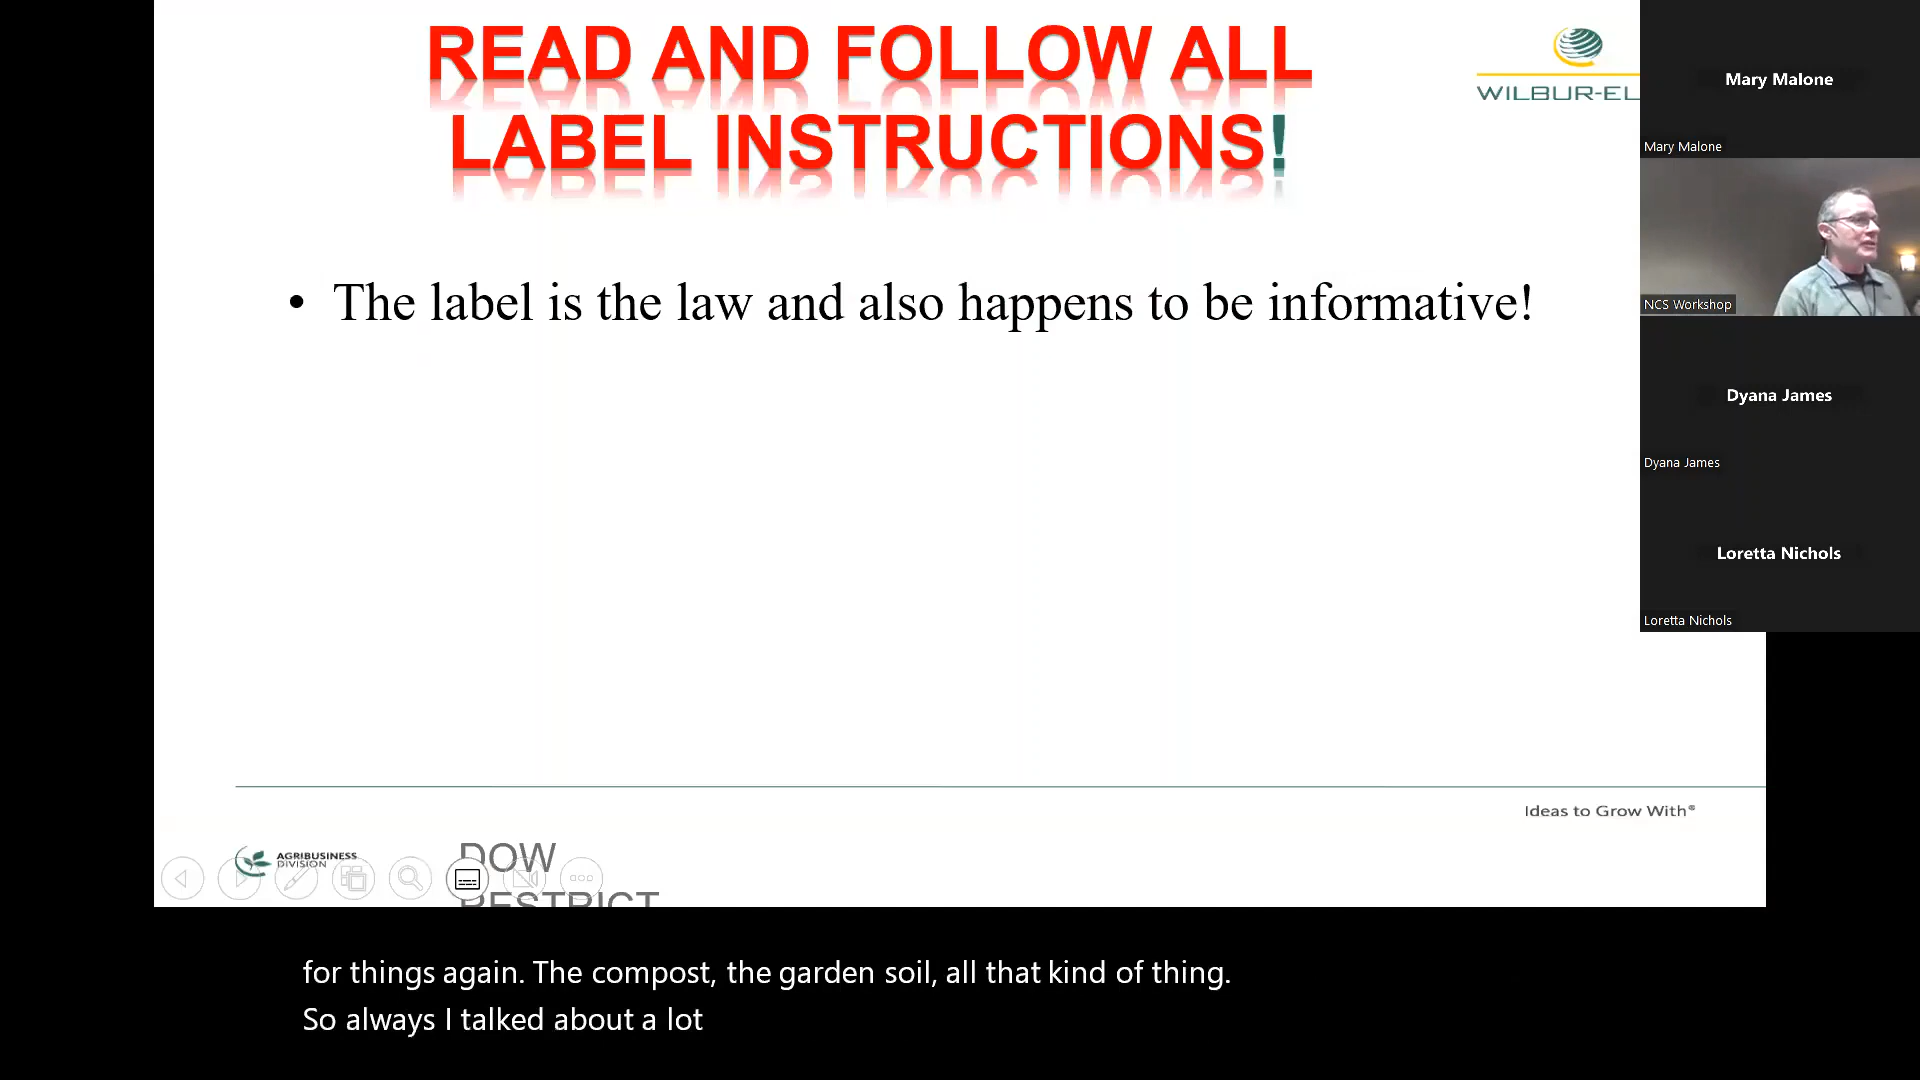 READ AND FOLLOW ALL
LABEL INSTRUCTIONS!
WILBUR-EL
• The label is the law and also happens to be informative!
Ideas to Grow With®
AGRIBUSINESS
DIVISION
DOW
RESTRICT
Mary Malone
Mary Malone
NCS Workshop
Dyana James
Dyana James
Loretta Nichols
Loretta Nichols
for things again. The compost, the garden soil, all that kind of thing.
So always I talked about a lot